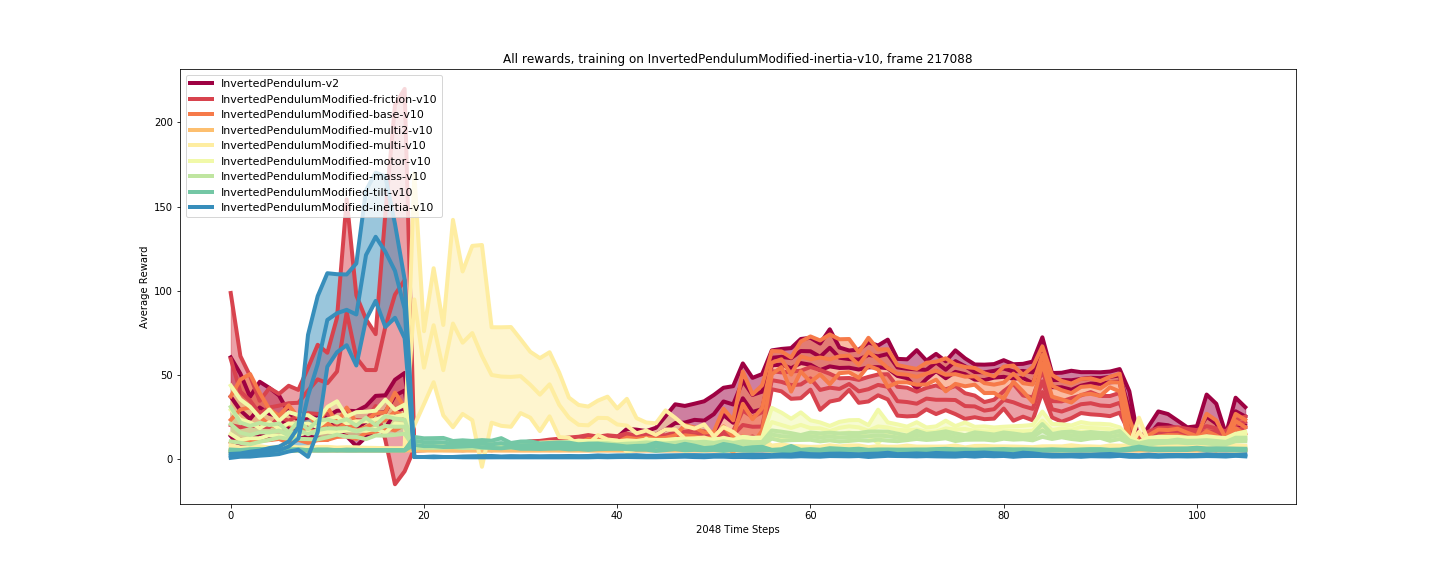 All rewards, training on InvertedPendulumModified-inertia-v10, frame 217088
InvertedPendulum-v2
InvertedPendulumModified-friction-v10
InvertedPendulumModified-base-v10
InvertedPendulumModified-multi2-v10
InvertedPendulumModified-multi-v10
InvertedPendulumModified-motor-v10
InvertedPendulumModified-mass-v10
InvertedPendulumModified-tilt-v10
InvertedPendulumModified-inertia-v10
Average Reward
200
150
100
50
0
0 20 40 60 80 100
2048 Time Steps